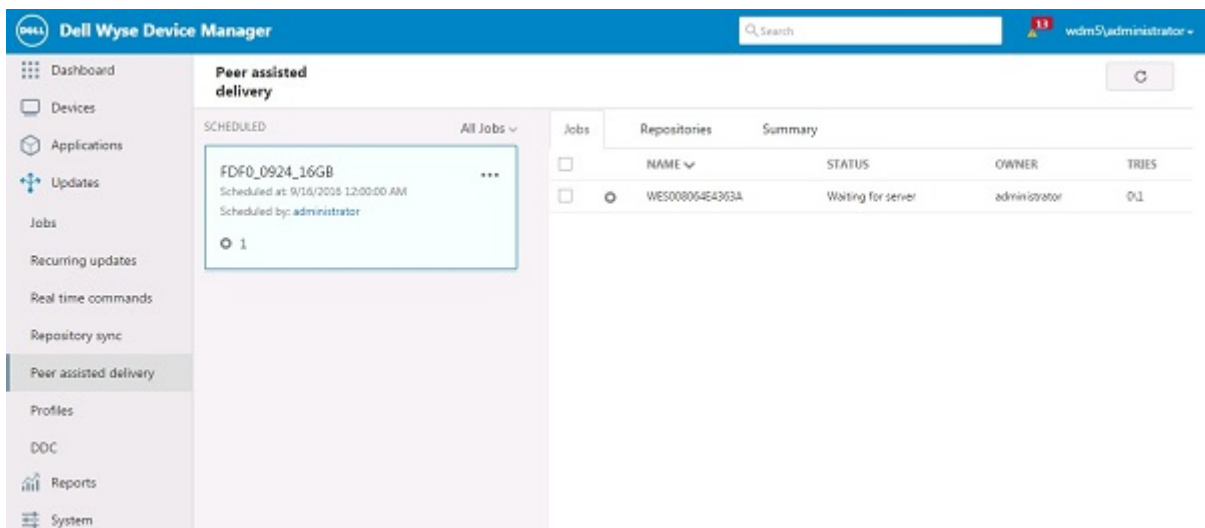 DELL Dell Wyse Device Manager
Search
13
wdm5\administrator
Dashboard
Devices
Applications
Updates
Jobs
Recurring updates
Real time commands
Repository sync
Peer assisted delivery
Profiles
DDC
Reports
System
Peer assisted
delivery
SCHEDULED All Jobs
FDF0_0924_16GB
Scheduled at: 9/16/2016 12:00:00 AM
Scheduled by: administrator
1
Jobs Repositories Summary
NAME STATUS OWNER TRIES
WES008064E4363A Waiting for server administrator 0\1